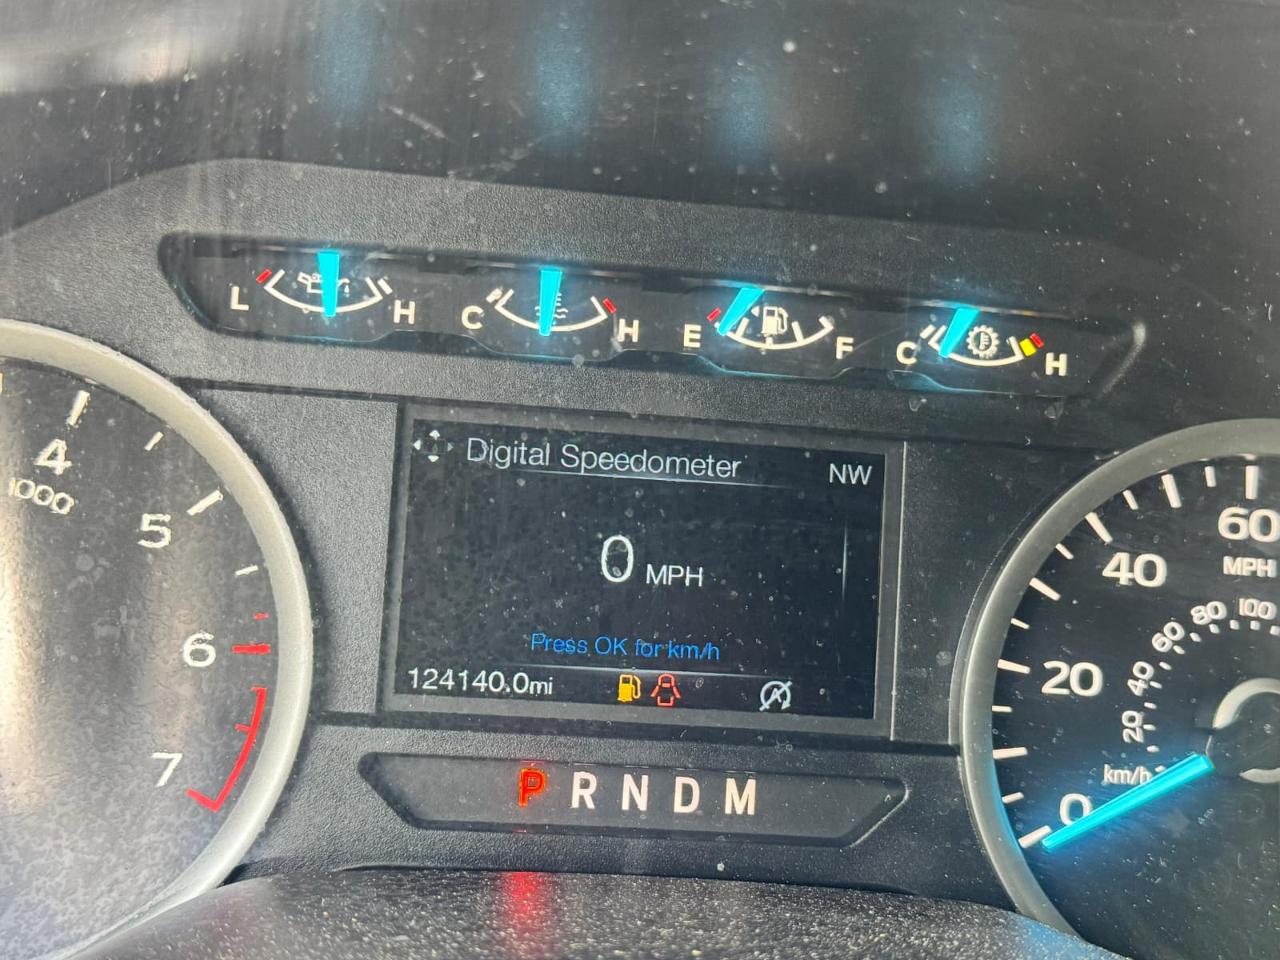 L H C H E F C H
4
1000
5
6
7
Digital Speedometer NW
0 MPH
Press OK for km/h
124140.0mi
P R N D M
60
MPH
40
20
0
100
80
60
40
20
km/h